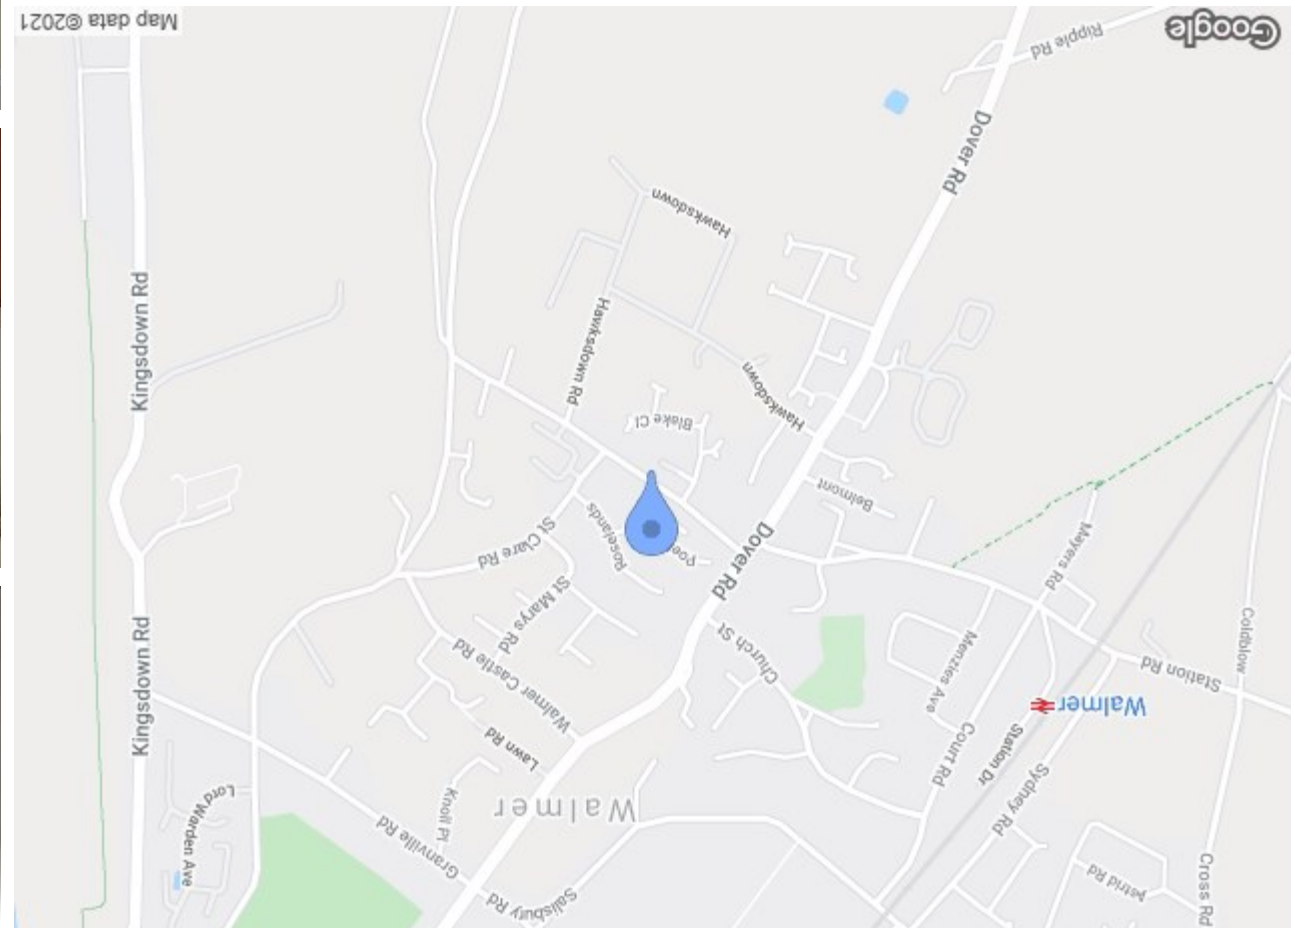 Cross Rd
Salisbury Rd
Astrid Rd
Granville Rd
Lord Warden Ave
Knoll Pl
Walmer
Sydney Rd
Station Dr
Court Rd
Lawn Rd
Walmer
Walmer Castle Rd
Station Rd
Menzies Ave
Kingsdown Rd
Church St
Coldblow
St Marys Rd
Mayers Rd
Dover Rd
Poe
Roselands
St Clare Rd
Belmont
Blake Cl
Hawksdown
Hawksdown Rd
Kingsdown Rd
Hawksdown
Dover Rd
Ripple Rd
Google
Map data ©2021